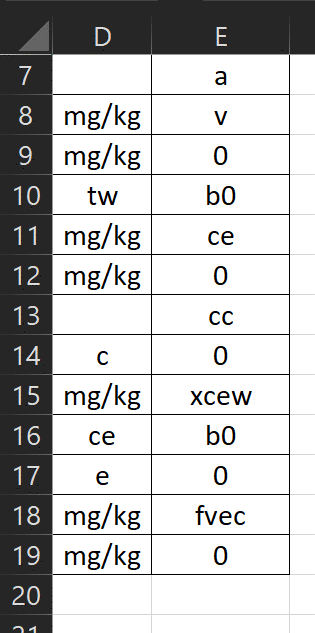 D E
7 a
8 mg/kg v
9 mg/kg 0
10 tw b0
11 mg/kg ce
12 mg/kg 0
13 cc
14 c 0
15 mg/kg xcew
16 ce b0
17 e 0
18 mg/kg fvec
19 mg/kg 0
20